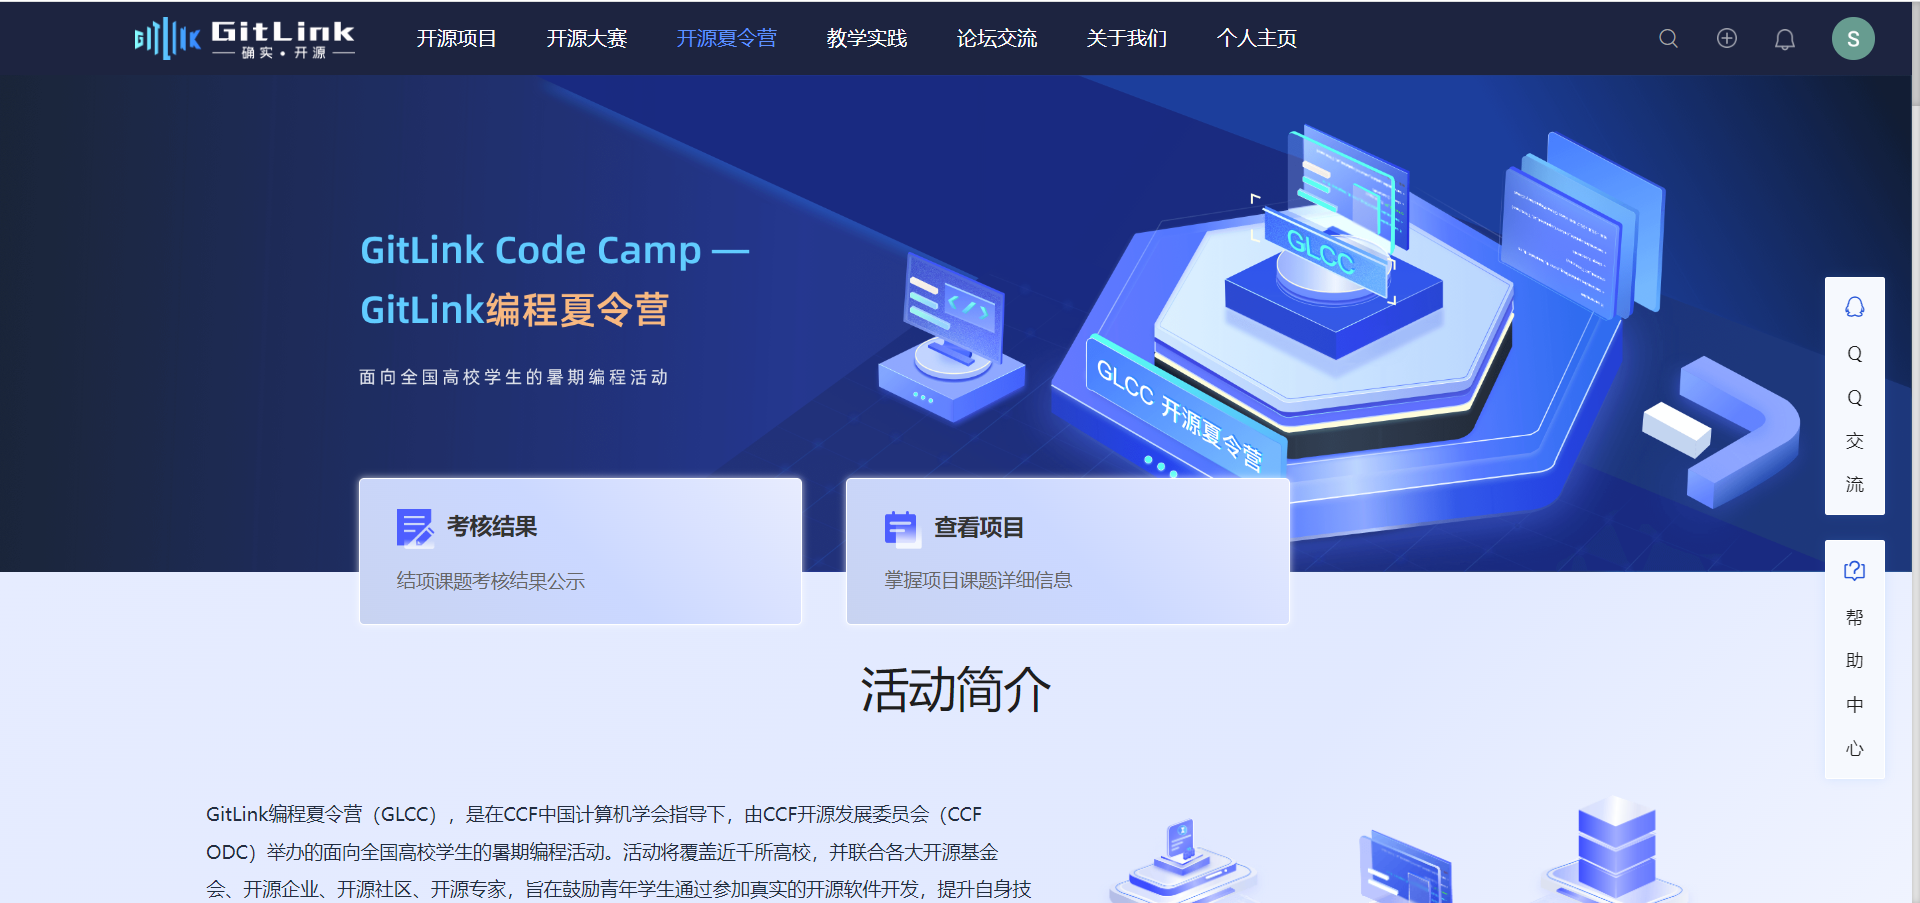 GitLink
确实·开源
开源项目
开源大赛
开源夏令营
教学实践
论坛交流
关于我们
个人主页
S
GitLink Code Camp —
GitLink编程夏令营
面向全国高校学生的暑期编程活动
GLCC
GLCC 开源夏令营
考核结果
结项课题考核结果公示
查看项目
掌握项目课题详细信息
Q
Q
交
流
帮
助
中
心
活动简介
GitLink编程夏令营（GLCC），是在CCF中国计算机学会指导下，由CCF开源发展委员会（CCF
ODC）举办的面向全国高校学生的暑期编程活动。活动将覆盖近千所高校，并联合各大开源基金
会、开源企业、开源社区、开源专家，旨在鼓励青年学生通过参加真实的开源软件开发，提升自身技